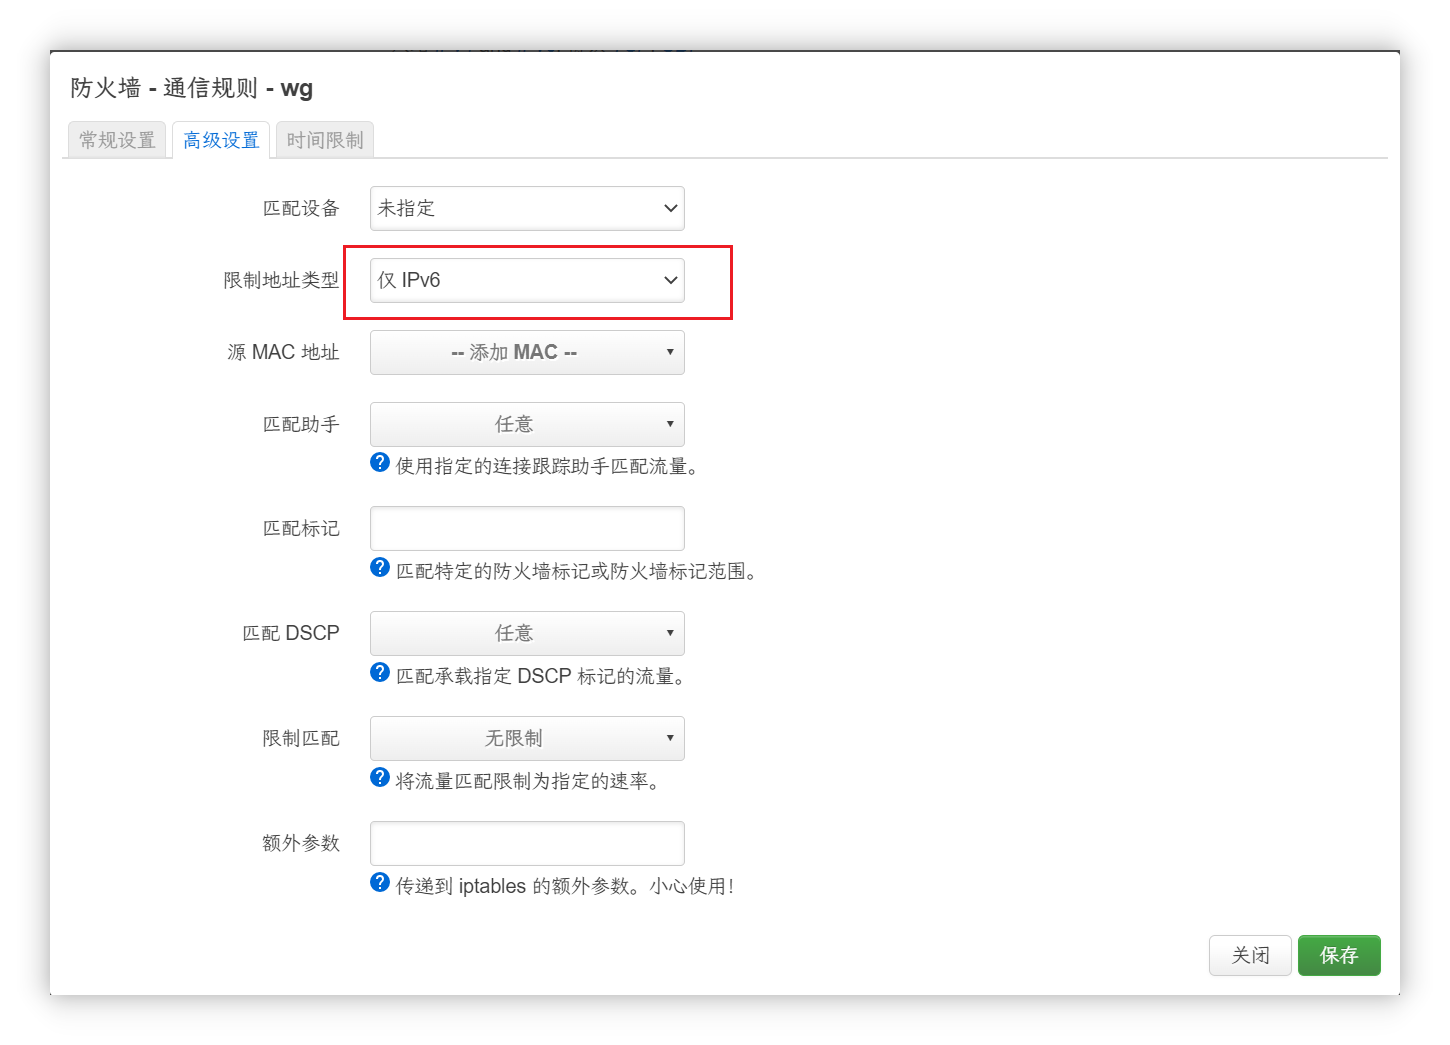 防火墙 - 通信规则 - wg
常规设置 高级设置 时间限制
匹配设备 未指定
限制地址类型 仅 IPv6
源 MAC 地址 -- 添加 MAC --
匹配助手 任意
使用指定的连接跟踪助手匹配流量。
匹配标记
匹配特定的防火墙标记或防火墙标记范围。
匹配 DSCP 任意
匹配承载指定 DSCP 标记的流量。
限制匹配 无限制
将流量匹配限制为指定的速率。
额外参数
传递到 iptables 的额外参数。小心使用！
关闭 保存